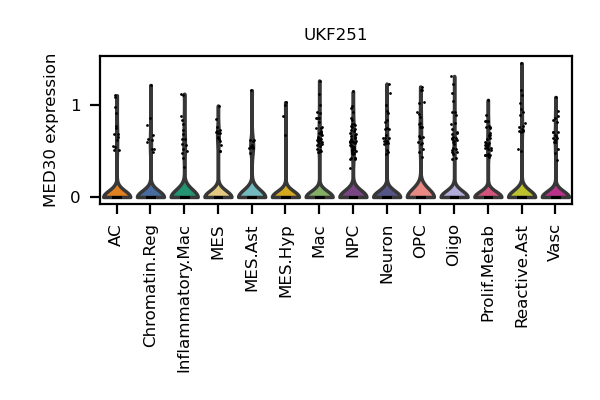 UKF251
MED30 expression
1
0
AC
Chromatin.Reg
Inflammatory.Mac
MES
MES.Ast
MES.Hyp
Mac
NPC
Neuron
OPC
Oligo
Prolif.Metab
Reactive.Ast
Vasc